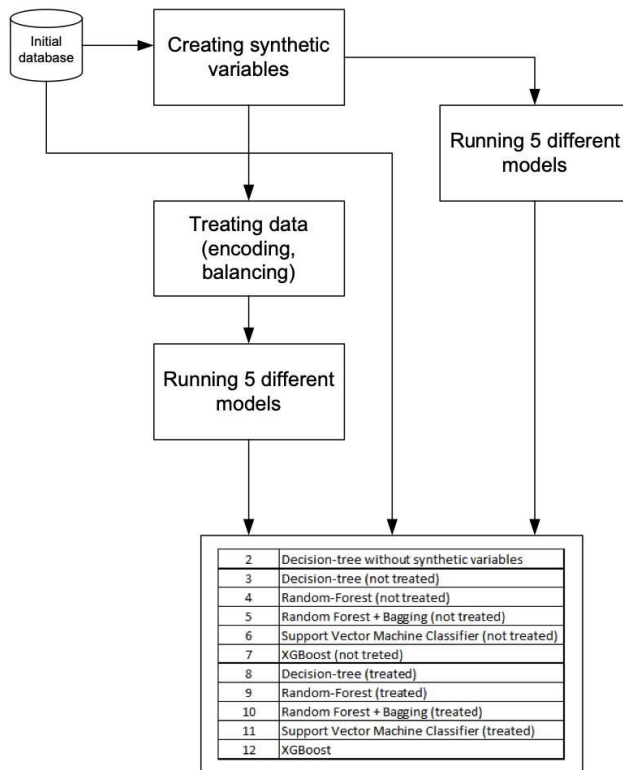 Initial
database
Creating synthetic
variables
Running 5 different
models
Treating data
(encoding,
balancing)
Running 5 different
models
2 Decision-tree without synthetic variables
3 Decision-tree (not treated)
4 Random-Forest (not treated)
5 Random Forest + Bagging (not treated)
6 Support Vector Machine Classifier (not treated)
7 XGBoost (not treted)
8 Decision-tree (treated)
9 Random-Forest (treated)
10 Random Forest + Bagging (treated)
11 Support Vector Machine Classifier (treated)
12 XGBoost